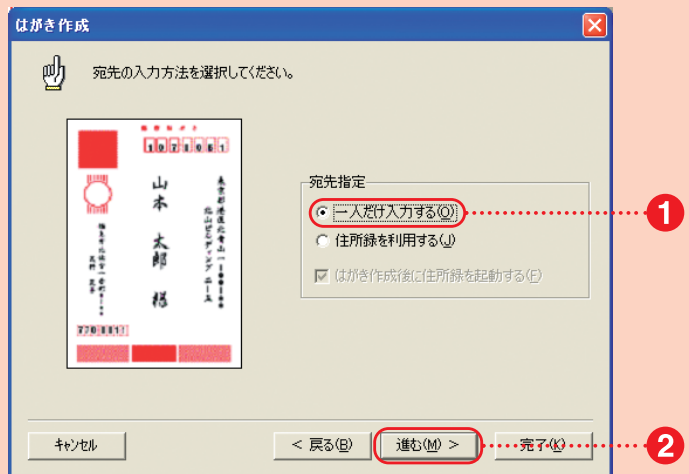 はがき作成
宛先の入力方法を選択してください。
1071061
山本 太郎 様
宛先指定
一人だけ入力する(O)
1
住所録を利用する(J)
はがき作成後に住所録を起動する(F)
キャンセル
< 戻る(B)
進む(M) >
完了(K)
2